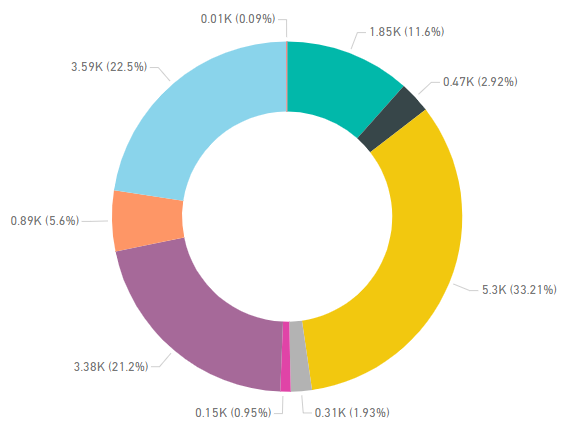 0.01K (0.09%)
1.85K (11.6%)
3.59K (22.5%)
0.47K (2.92%)
0.89K (5.6%)
5.3K (33.21%)
3.38K (21.2%)
0.15K (0.95%)
0.31K (1.93%)